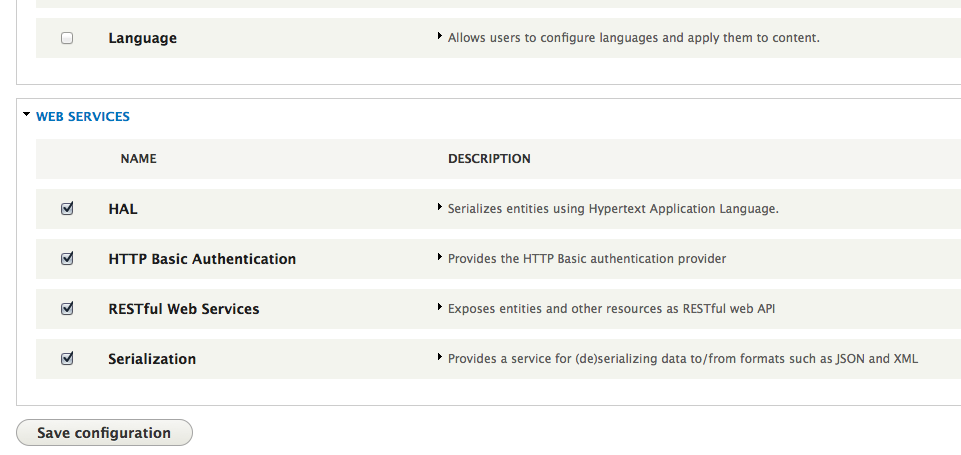 Language Allows users to configure languages and apply them to content.
WEB SERVICES
NAME DESCRIPTION
HAL Serializes entities using Hypertext Application Language.
HTTP Basic Authentication Provides the HTTP Basic authentication provider
RESTful Web Services Exposes entities and other resources as RESTful web API
Serialization Provides a service for (de)serializing data to/from formats such as JSON and XML
Save configuration